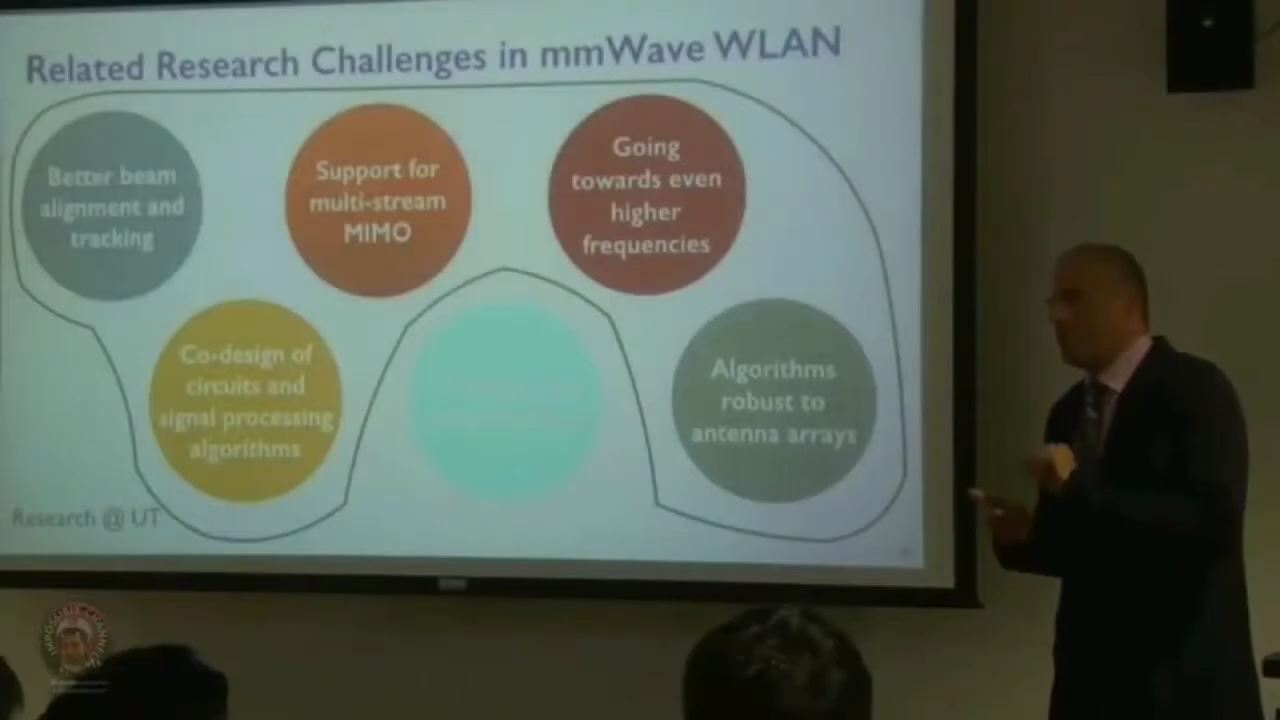 Related Research Challenges in mmWave WLAN
Better beam
alignment and
tracking
Support for
multi-stream
MIMO
Going
towards even
higher
frequencies
Co-design of
circuits and
signal processing
algorithms
Algorithms
robust to
antenna arrays
Research @ UT